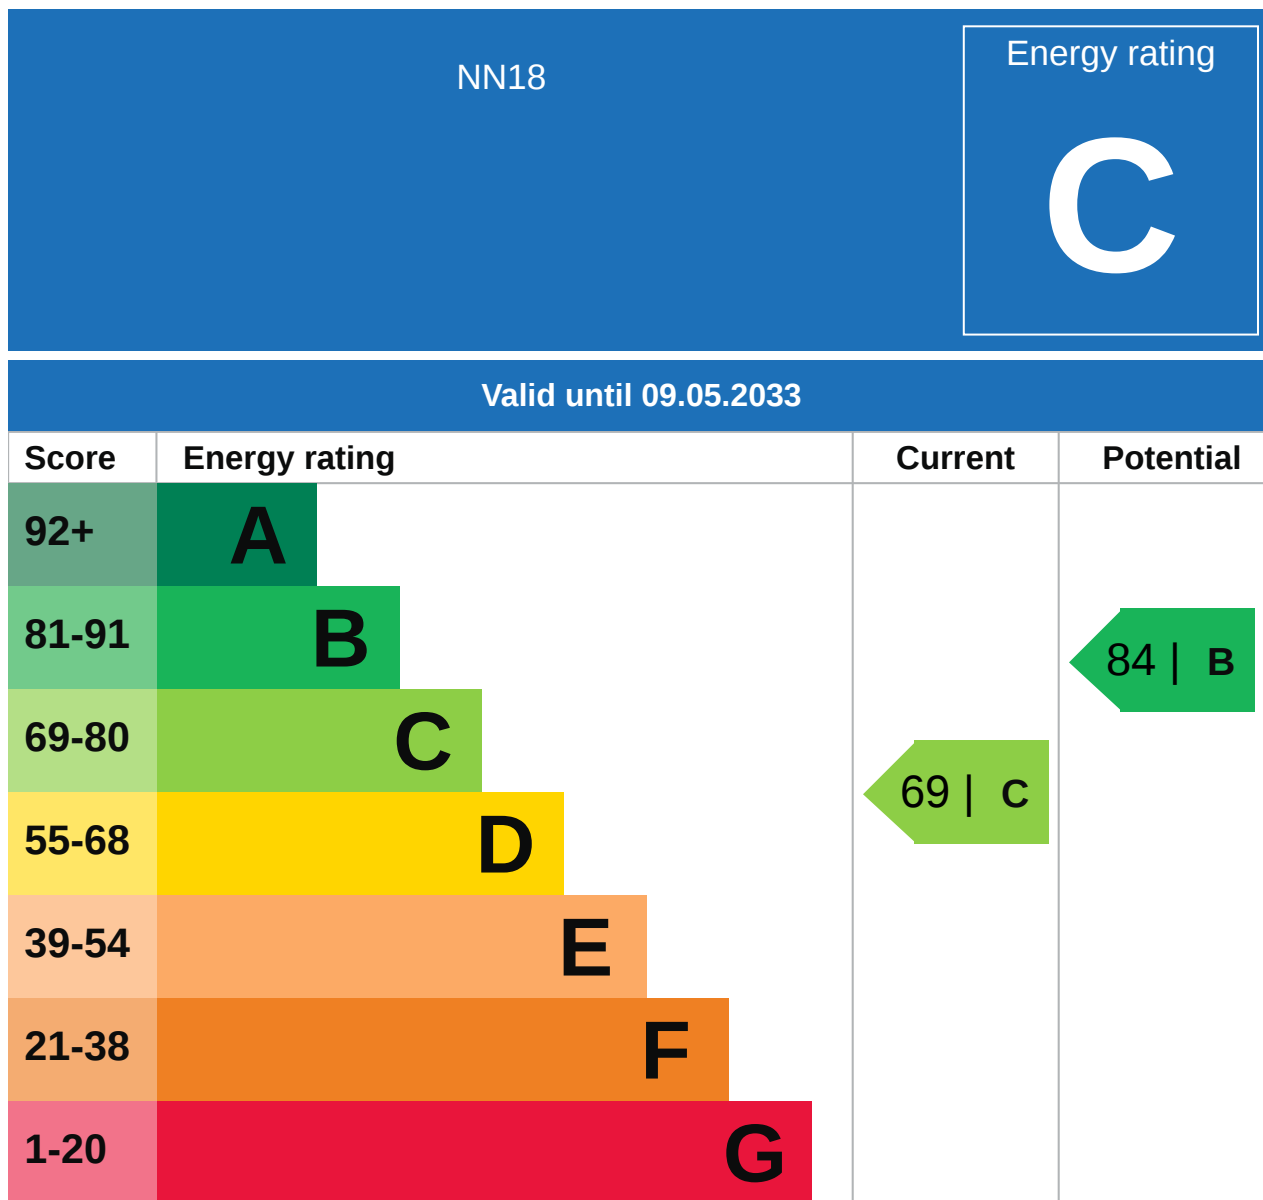 NN18
Energy rating
C
Valid until 09.05.2033
Score Energy rating Current Potential
92+ A
81-91 B
84 | B
69-80 C
69 | C
55-68 D
39-54 E
21-38 F
1-20 G